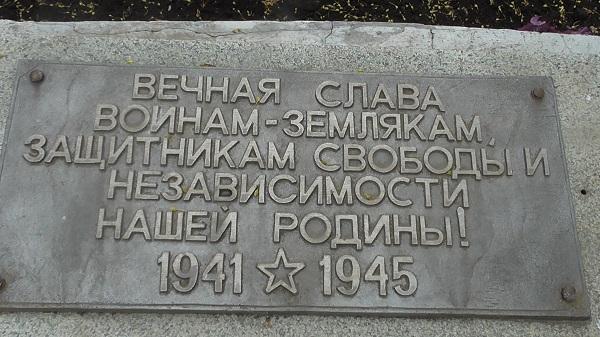 ВЕЧНАЯ СЛАВА
ВОИНАМ-ЗЕМЛЯКАМ,
ЗАЩИТНИКАМ СВОБОДЫ И
НЕЗАВИСИМОСТИ
НАШЕЙ РОДИНЫ!
1941 ☆ 1945